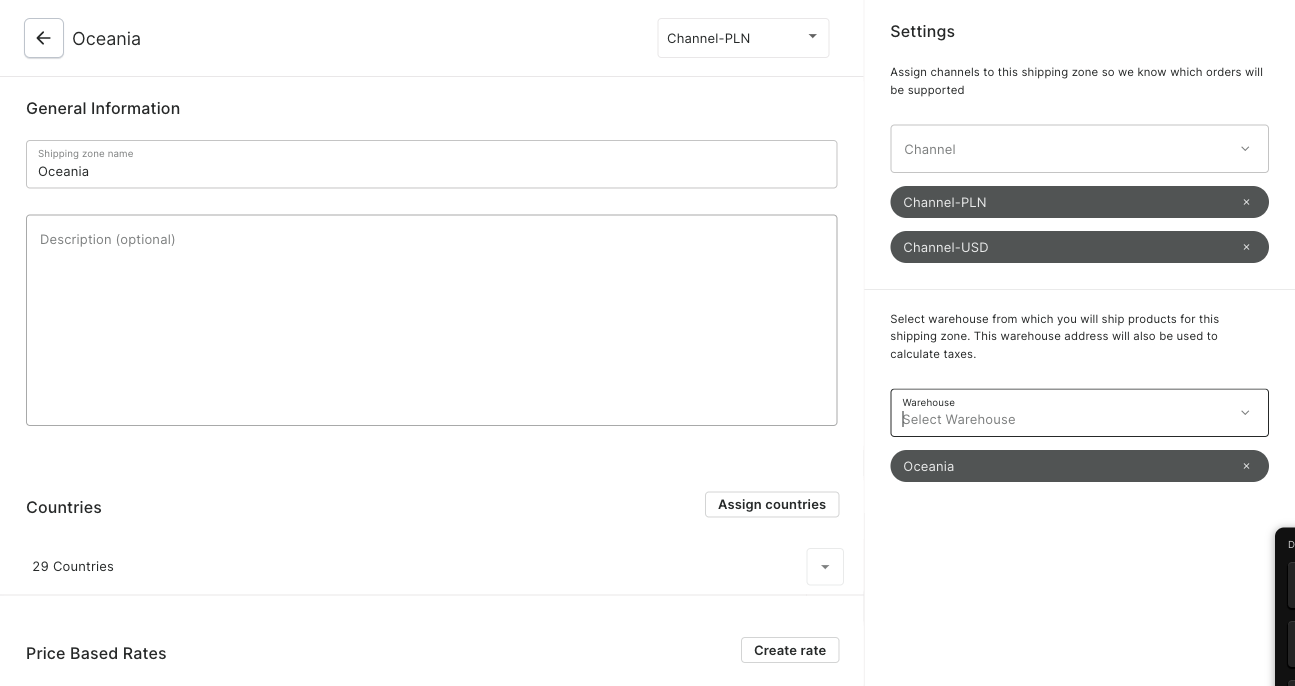 Oceania
Channel-PLN
General Information
Shipping zone name
Oceania
Description (optional)
Countries
Assign countries
29 Countries
Price Based Rates
Create rate
Settings
Assign channels to this shipping zone so we know which orders will
be supported
Channel
Channel-PLN ×
Channel-USD ×
Select warehouse from which you will ship products for this
shipping zone. This warehouse address will also be used to
calculate taxes.
Warehouse
Select Warehouse
Oceania ×
D